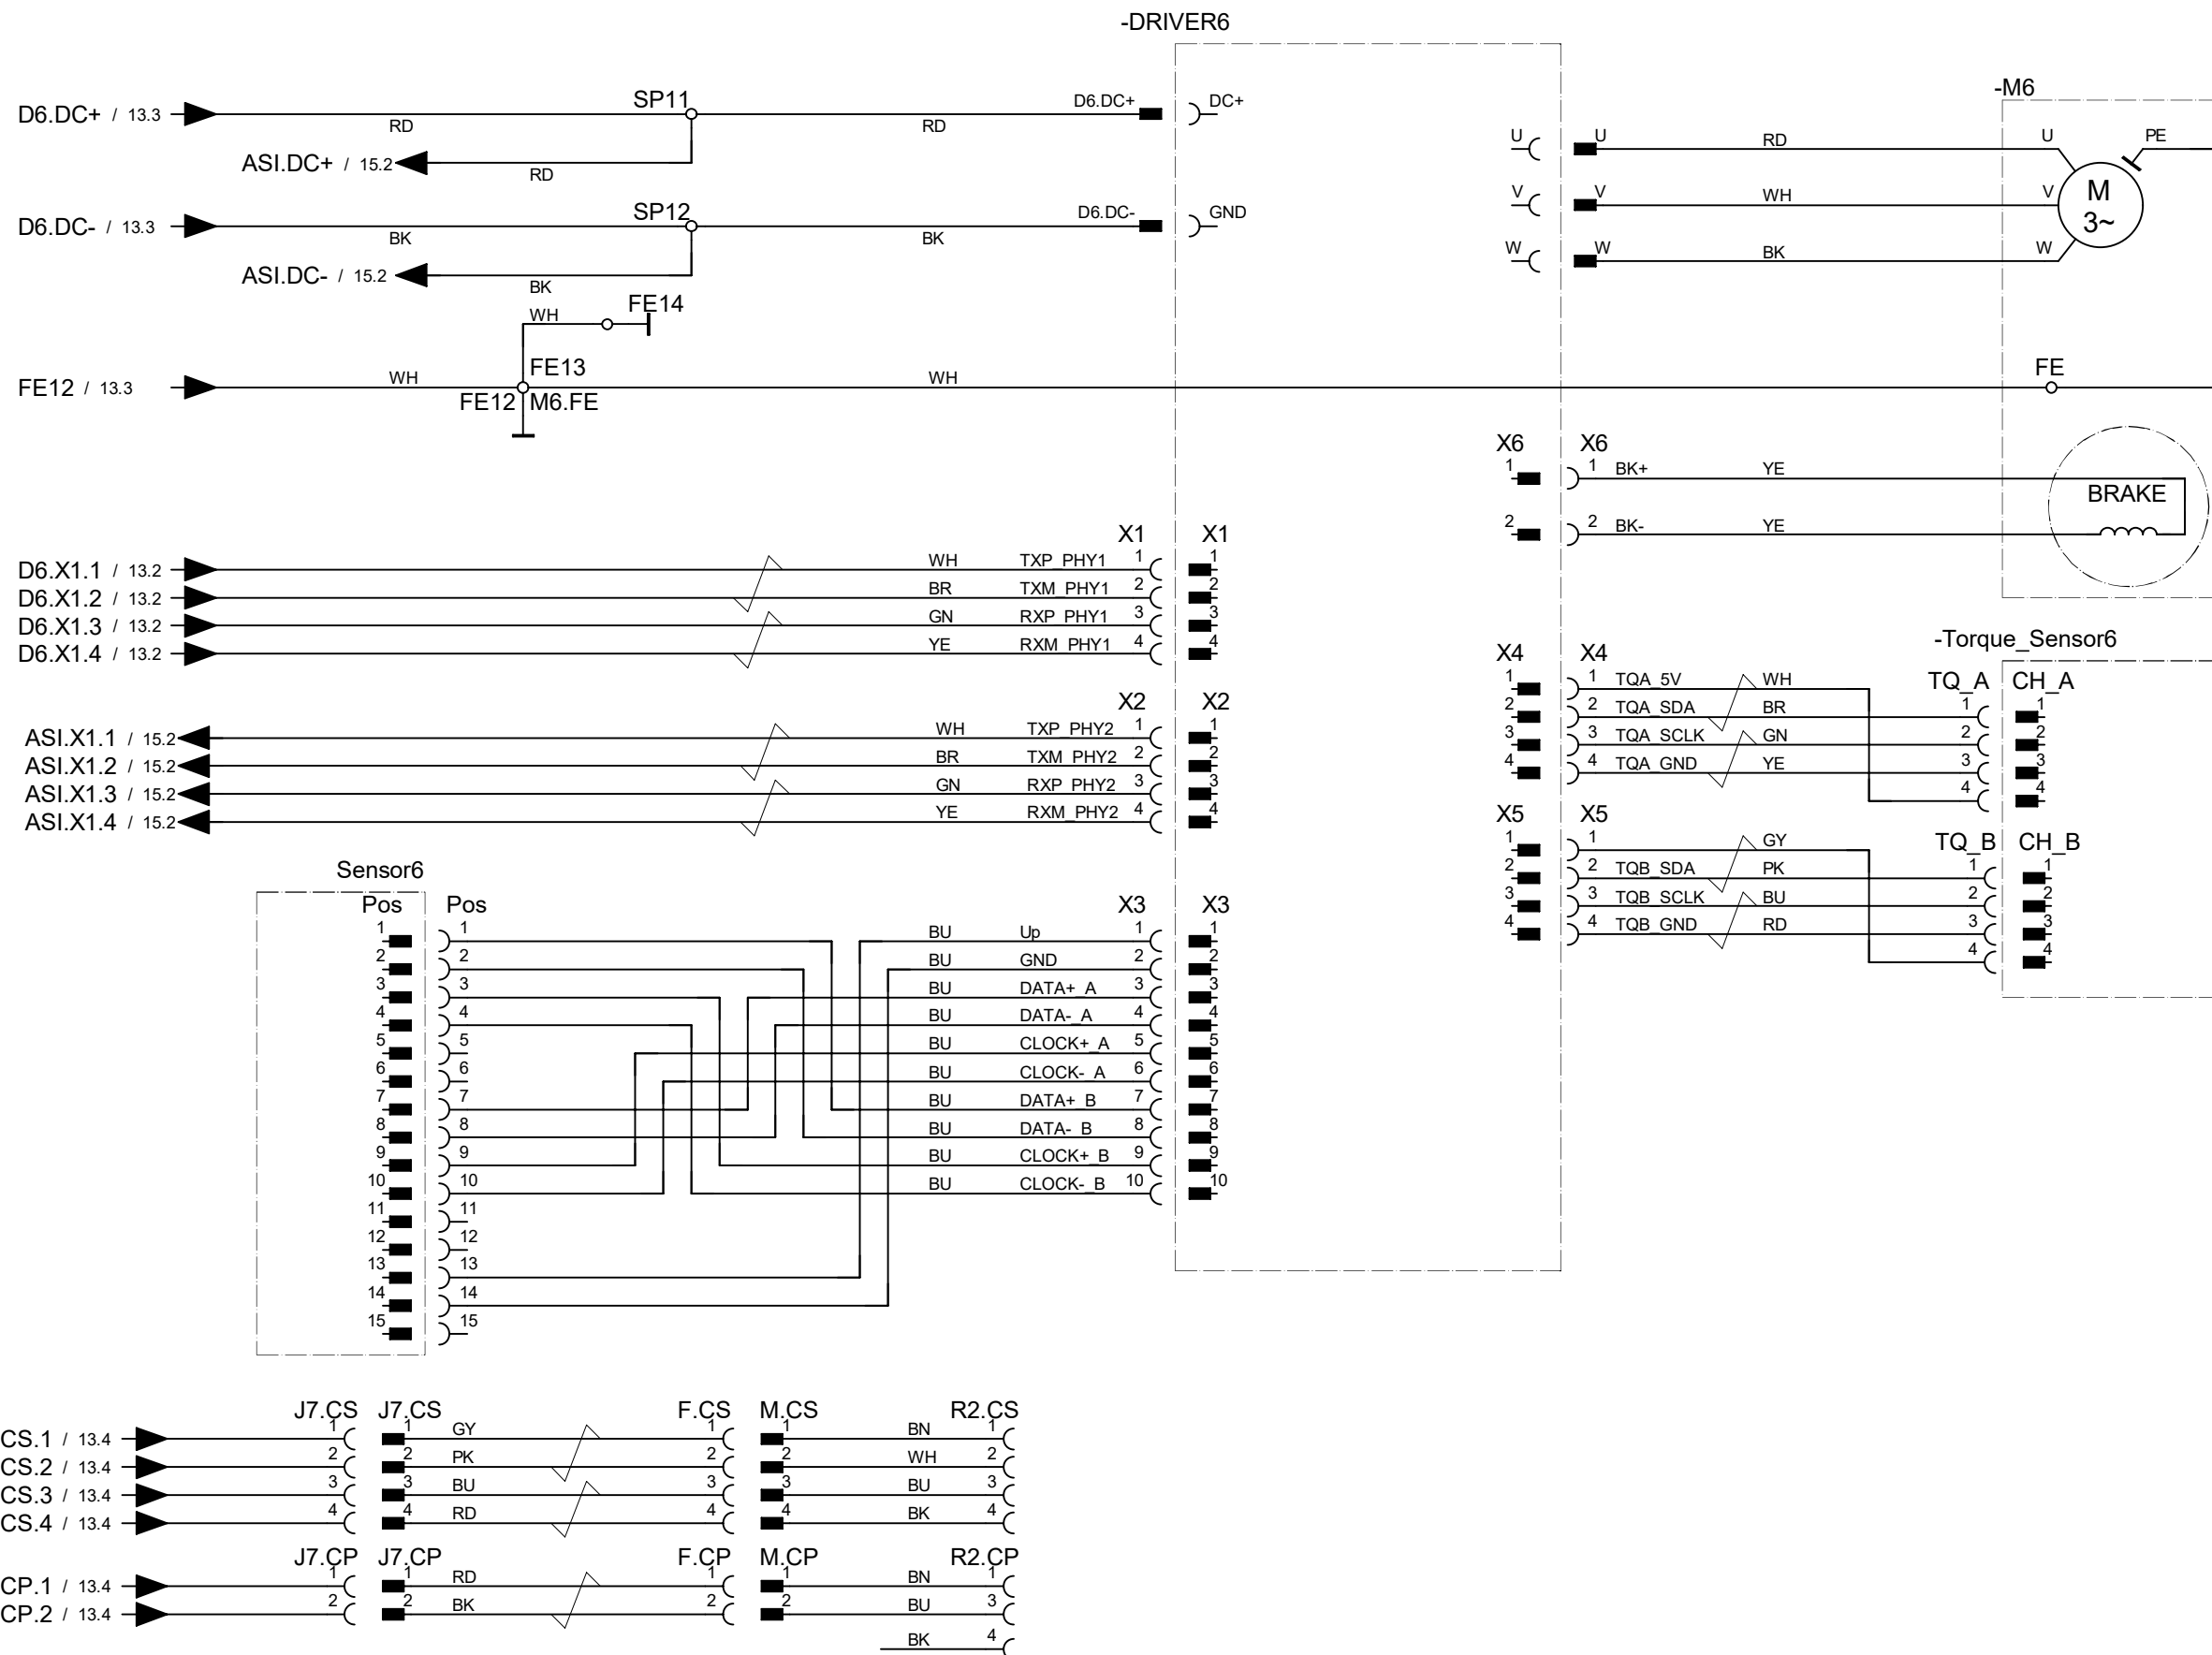 -DRIVER6
-M6
D6.DC+ / 13.3 RD SP11 RD D6.DC+ DC+
ASI.DC+ / 15.2 RD
U U RD U PE
D6.DC- / 13.3 BK SP12 BK D6.DC- GND
V V WH V M 3~
ASI.DC- / 15.2 BK
W W BK W
WH FE14
FE13
FE12 / 13.3 WH WH FE
FE12 M6.FE
X6 X6
1 1 BK+ YE
BRAKE
2 2 BK- YE
X1 X1
D6.X1.1 / 13.2 WH TXP_PHY1 1 1
D6.X1.2 / 13.2 BR TXM_PHY1 2 2
D6.X1.3 / 13.2 GN RXP_PHY1 3 3
D6.X1.4 / 13.2 YE RXM_PHY1 4 4
-Torque_Sensor6
X4 X4 TQ_A CH_A
1 1 TQA_5V WH
2 2 TQA_SDA BR 1 1
3 3 TQA_SCLK GN 2 2
4 4 TQA_GND YE 3 3
4 4
X2 X2
ASI.X1.1 / 15.2 WH TXP_PHY2 1 1
ASI.X1.2 / 15.2 BR TXM_PHY2 2 2
ASI.X1.3 / 15.2 GN RXP_PHY2 3 3
ASI.X1.4 / 15.2 YE RXM_PHY2 4 4
X5 X5 TQ_B CH_B
1 1 GY
2 2 TQB_SDA PK 1 1
3 3 TQB_SCLK BU 2 2
4 4 TQB_GND RD 3 3
4 4
Sensor6
Pos Pos X3 X3
1 1 BU Up 1 1
2 2 BU GND 2 2
3 3 BU DATA+_A 3 3
4 4 BU DATA-_A 4 4
5 5 BU CLOCK+_A 5 5
6 6 BU CLOCK-_A 6 6
7 7 BU DATA+_B 7 7
8 8 BU DATA-_B 8 8
9 9 BU CLOCK+_B 9 9
10 10 BU CLOCK-_B 10 10
11 11
12 12
13 13
14 14
15 15
J7.CS J7.CS F.CS M.CS R2.CS
CS.1 / 13.4 1 1 GY 1 1 BN 1
CS.2 / 13.4 2 2 PK 2 2 WH 2
CS.3 / 13.4 3 3 BU 3 3 BU 3
CS.4 / 13.4 4 4 RD 4 4 BK 4
J7.CP J7.CP F.CP M.CP R2.CP
CP.1 / 13.4 1 1 RD 1 1 BN 1
CP.2 / 13.4 2 2 BK 2 2 BU 3
BK 4